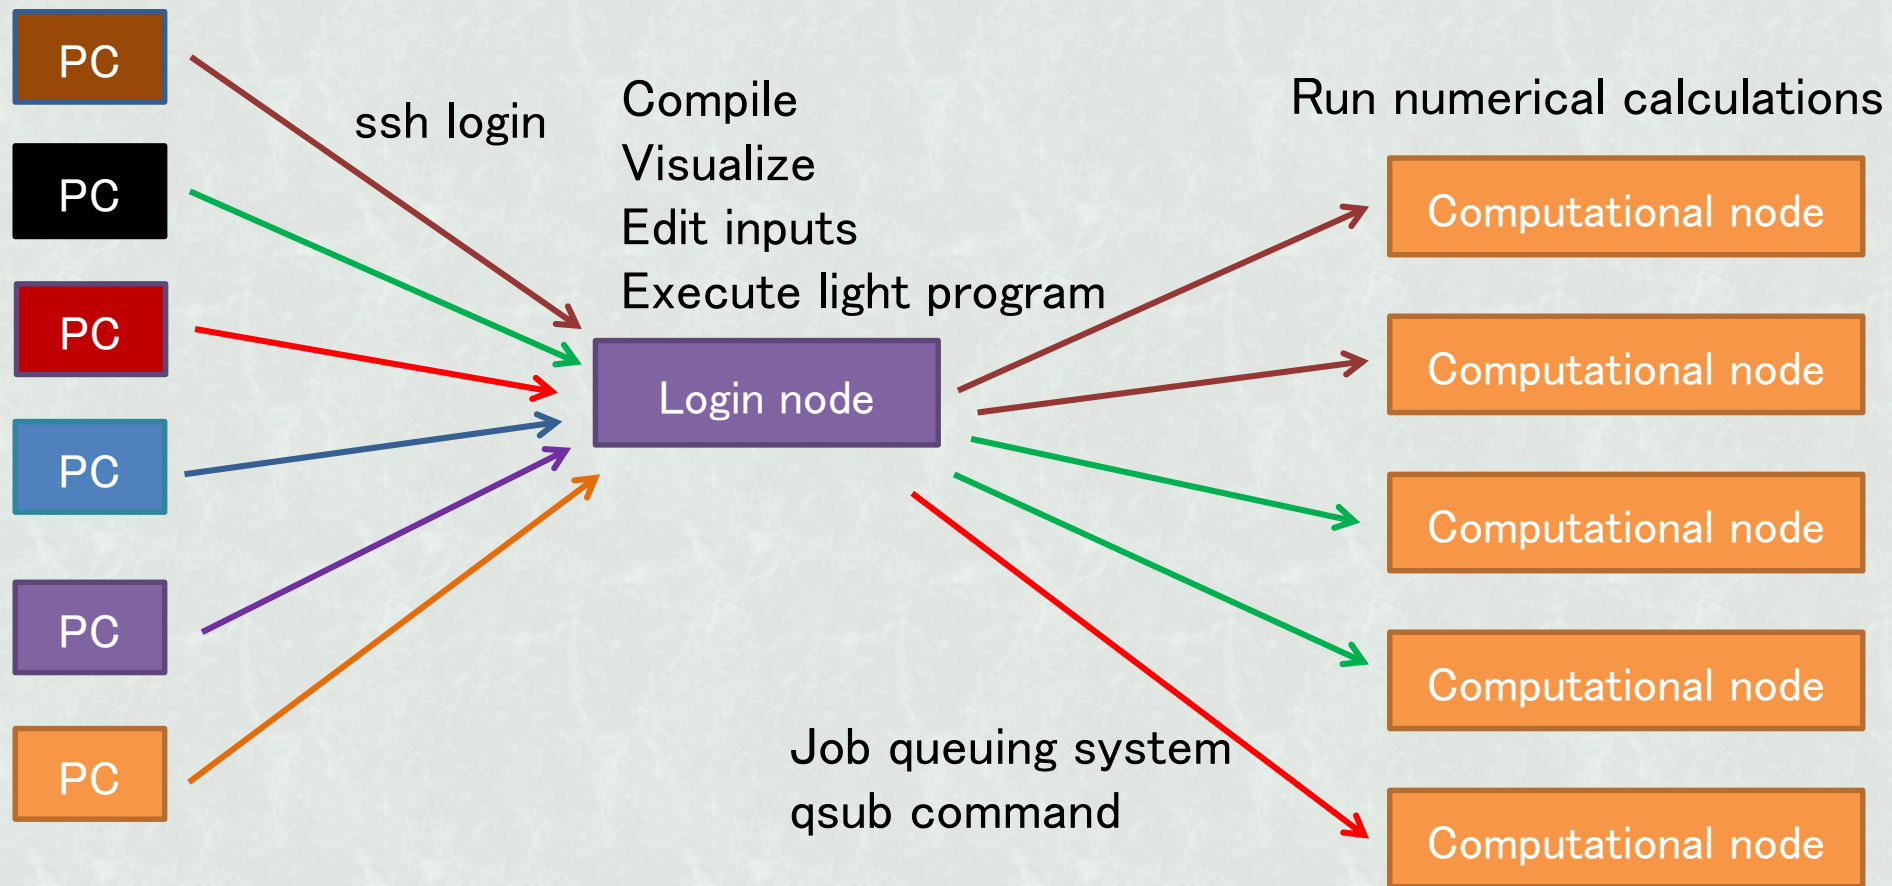 PC
PC
PC
PC
PC
PC
ssh login
Compile
Visualize
Edit inputs
Execute light program
Login node
Job queuing system
qsub command
Run numerical calculations
Computational node
Computational node
Computational node
Computational node
Computational node